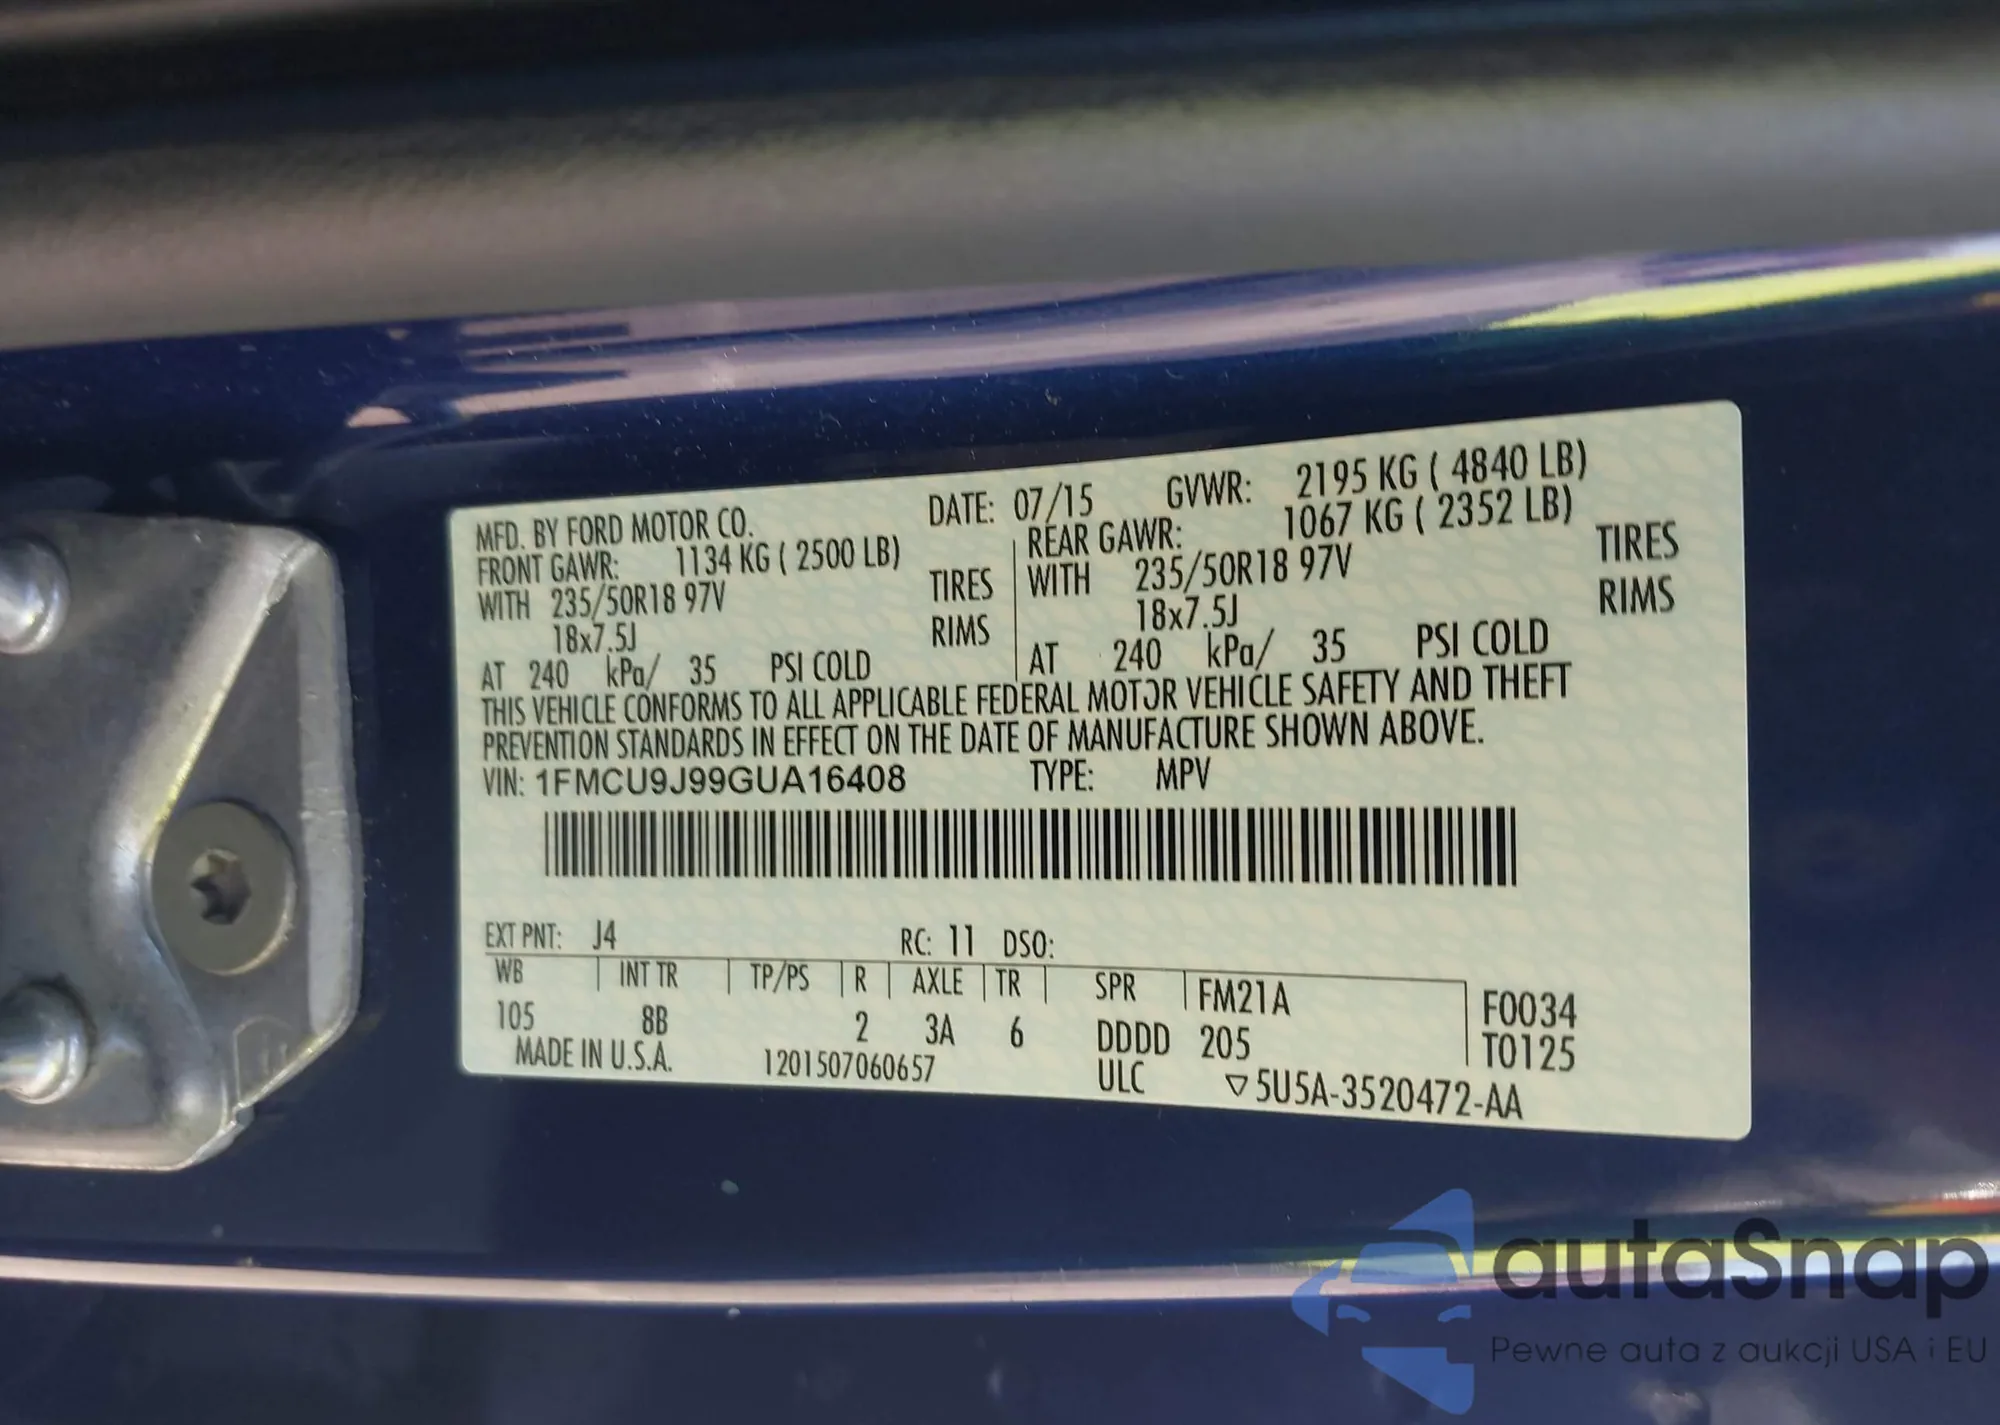 MFD. BY FORD MOTOR CO. DATE: 07/15 GVWR: 2195 KG ( 4840 LB)
FRONT GAWR: 1134 KG ( 2500 LB) REAR GAWR: 1067 KG ( 2352 LB)
WITH 235/50R18 97V TIRES WITH 235/50R18 97V TIRES
18x7.5J RIMS 18x7.5J RIMS
AT 240 kPa/ 35 PSI COLD AT 240 kPa/ 35 PSI COLD
THIS VEHICLE CONFORMS TO ALL APPLICABLE FEDERAL MOTOR VEHICLE SAFETY AND THEFT
PREVENTION STANDARDS IN EFFECT ON THE DATE OF MANUFACTURE SHOWN ABOVE.
VIN: 1FMCU9J99GUA16408 TYPE: MPV
EXT PNT: J4 RC: 11 DSO:
WB INT TR TP/PS R AXLE TR SPR FM21A F0034
105 8B 2 3A 6 DDDD 205 T0125
MADE IN U.S.A. 1201507060657 ULC ▽5U5A-3520472-AA
autaSnap
Pewne auta z aukcji USA i EU